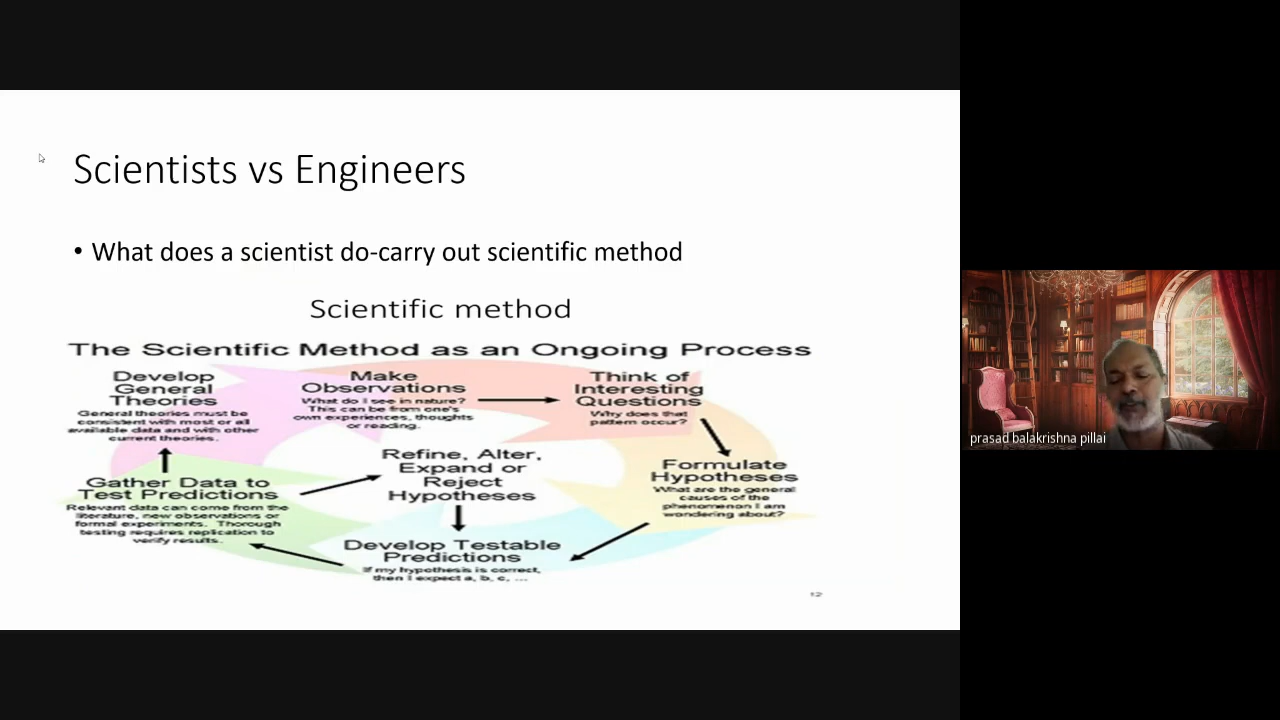 Scientists vs Engineers
• What does a scientist do-carry out scientific method
Scientific method
The Scientific Method as an Ongoing Process
Make
Observations
What do I see in nature?
This can be from one's
own experiences, thoughts
or reading.
Think of
Interesting
Questions
Why does that
pattern occur?
Formulate
Hypotheses
What are the general
causes of the
phenomenon I am
wondering about?
Develop Testable
Predictions
If my hypothesis is correct,
then I expect a, b, c, ...
Gather Data to
Test Predictions
Relevant data can come from the
literature, new observations or
formal experiments. Thorough
testing requires replication to
verify results.
Refine, Alter,
Expand or
Reject
Hypotheses
Develop
General
Theories
General theories must be
consistent with most or all
available data and with other
current theories.
12
prasad balakrishna pillai